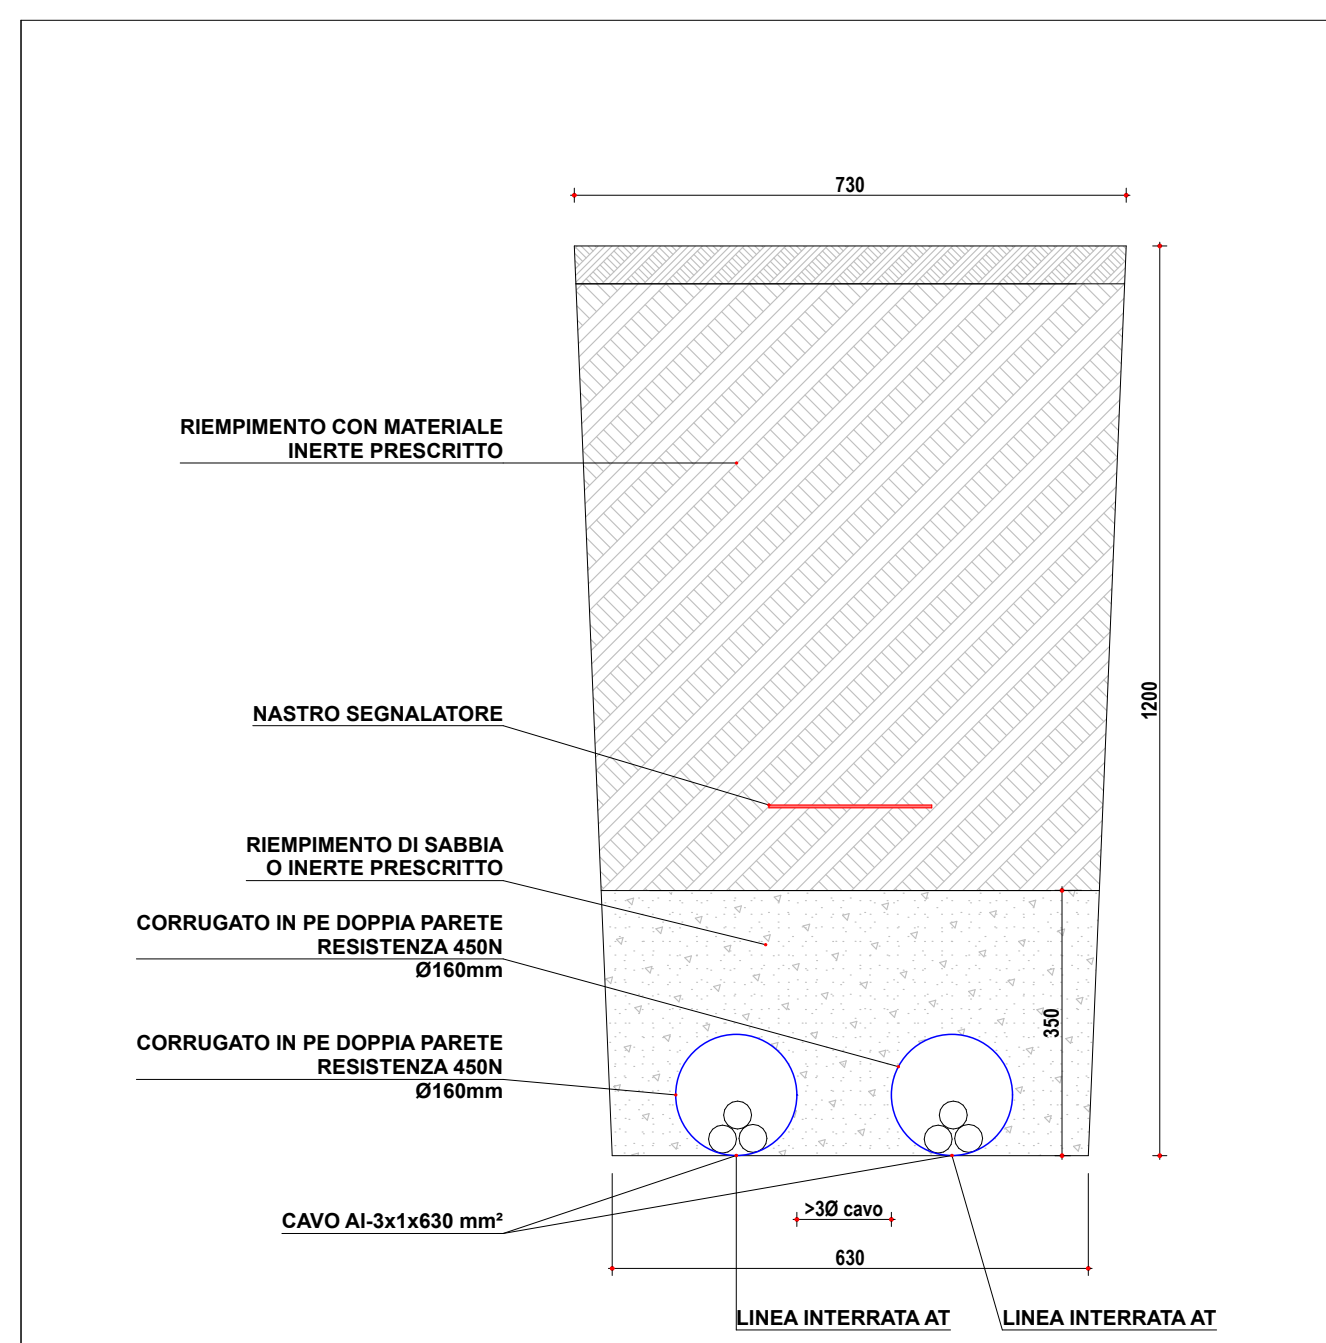 730
RIEMPIMENTO CON MATERIALE
INERTE PRESCRITTO
1200
NASTRO SEGNALATORE
RIEMPIMENTO DI SABBIA
O INERTE PRESCRITTO
CORRUGATO IN PE DOPPIA PARETE
RESISTENZA 450N
Ø160mm
350
CORRUGATO IN PE DOPPIA PARETE
RESISTENZA 450N
Ø160mm
CAVO Al-3x1x630 mm²
>3Ø cavo
630
LINEA INTERRATA AT
LINEA INTERRATA AT